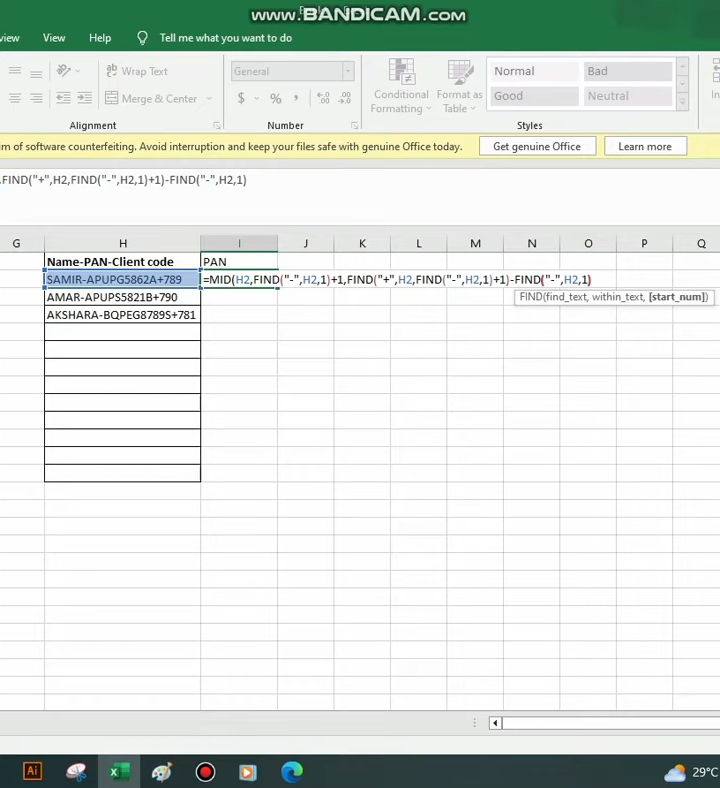 www.BANDICAM.com
view View Help Tell me what you want to do
Wrap Text General Conditional Formatting Format as Table Normal Bad
Merge & Center $ % , Good Neutral
Alignment Number Styles
m of software counterfeiting. Avoid interruption and keep your files safe with genuine Office today. Get genuine Office Learn more
,FIND("+",H2,FIND("-",H2,1)+1)-FIND("-",H2,1)
G H I J K L M N O P Q
Name-PAN-Client code PAN
SAMIR-APUPG5862A+789 =MID(H2,FIND("-",H2,1)+1,FIND("+",H2,FIND("-",H2,1)+1)-FIND("-",H2,1)
AMAR-APUPS5821B+790 FIND(find_text, within_text, [start_num])
AKSHARA-BQPEG8789S+781
Ai 29°C